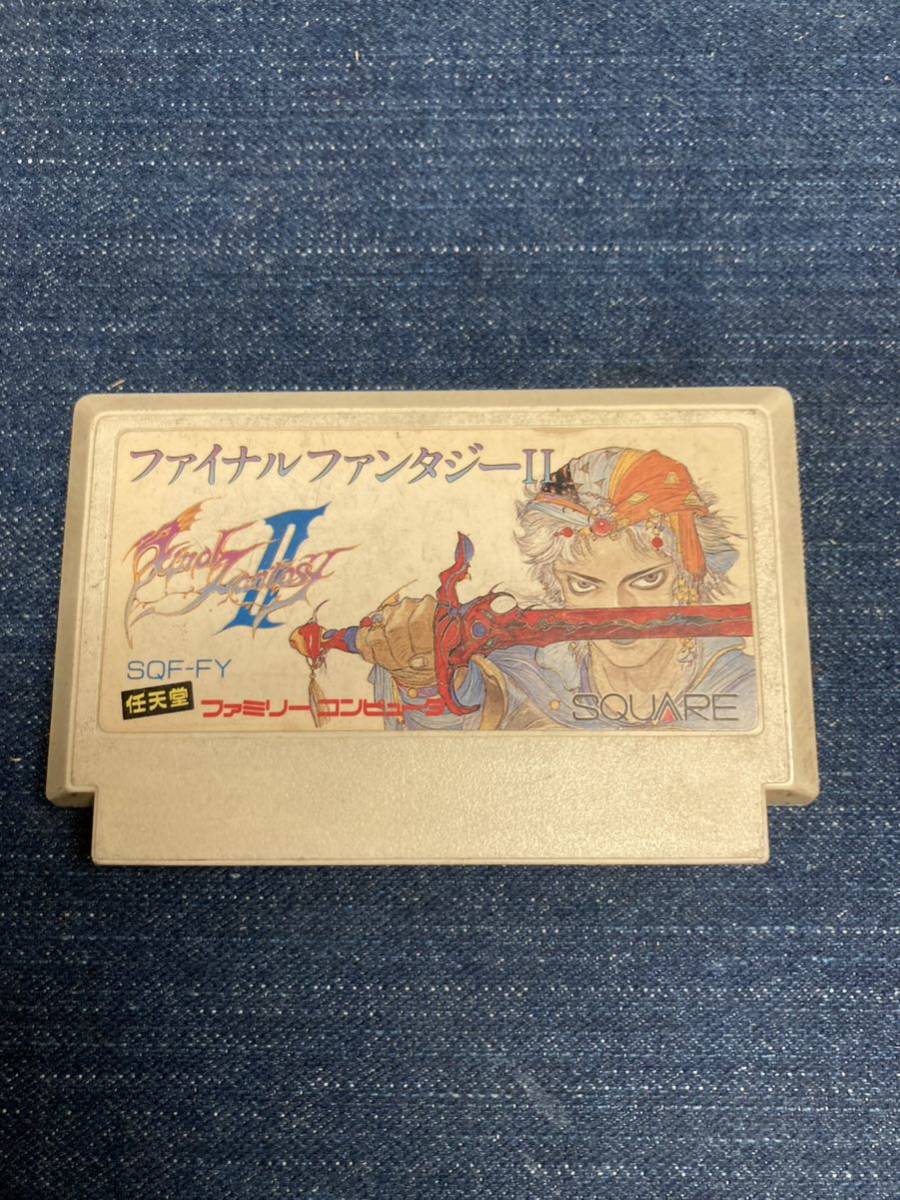 ファイナルファンタジーII
Final Fantasy II
SQF-FY
任天堂 ファミリーコンピュータ
SQUARE